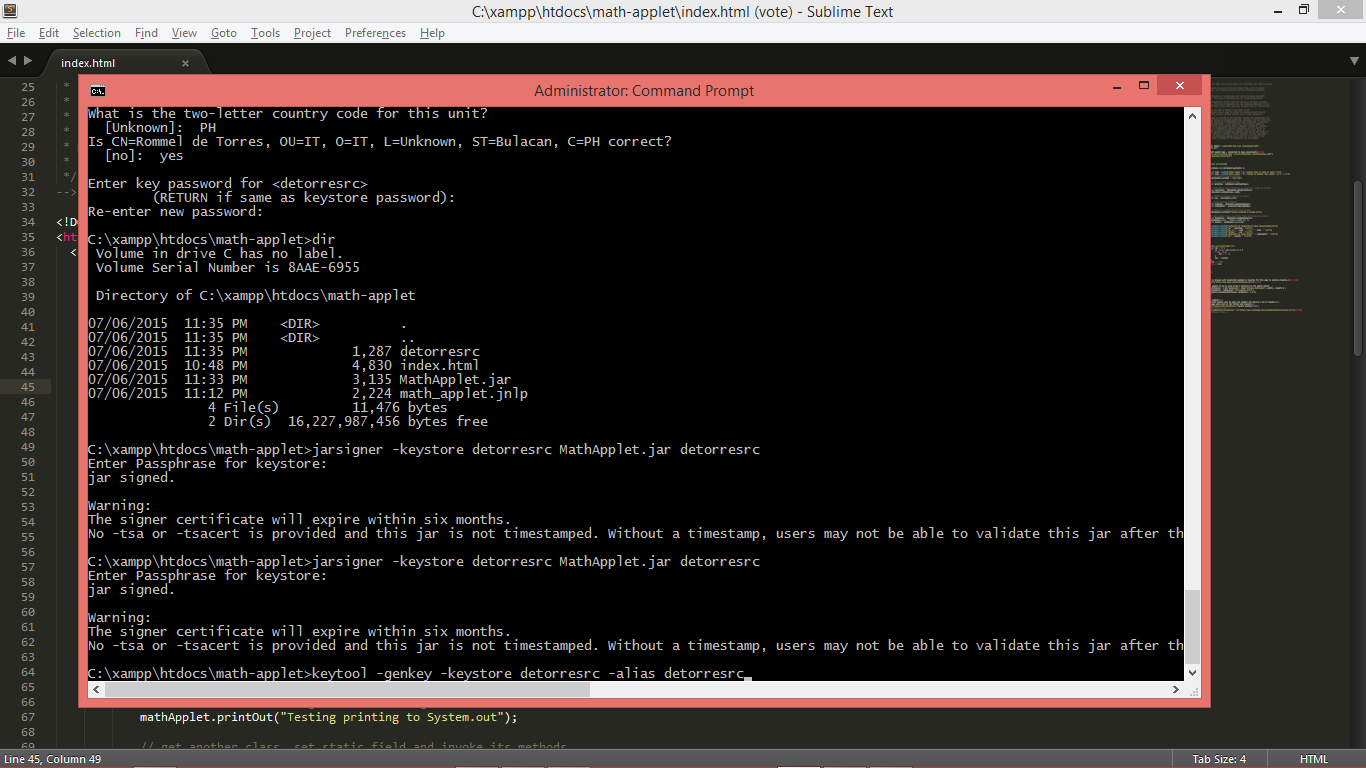 C:\xampp\htdocs\math-applet\index.html (vote) - Sublime Text
File Edit Selection Find View Goto Tools Project Preferences Help
index.html
Administrator: Command Prompt
What is the two-letter country code for this unit?
[Unknown]: PH
Is CN=Rommel de Torres, OU=IT, O=IT, L=Unknown, ST=Bulacan, C=PH correct?
[no]: yes
Enter key password for <detorresrc>
(RETURN if same as keystore password):
Re-enter new password:
C:\xampp\htdocs\math-applet>dir
Volume in drive C has no label.
Volume Serial Number is 8AAE-6955
Directory of C:\xampp\htdocs\math-applet
07/06/2015 11:35 PM <DIR> .
07/06/2015 11:35 PM <DIR> ..
07/06/2015 11:35 PM 1,287 detorresrc
07/06/2015 10:48 PM 4,830 index.html
07/06/2015 11:33 PM 3,135 MathApplet.jar
07/06/2015 11:12 PM 2,224 math_applet.jnlp
4 File(s) 11,476 bytes
2 Dir(s) 16,227,987,456 bytes free
C:\xampp\htdocs\math-applet>jarsigner -keystore detorresrc MathApplet.jar detorresrc
Enter Passphrase for keystore:
jar signed.
Warning:
The signer certificate will expire within six months.
No -tsa or -tsacert is provided and this jar is not timestamped. Without a timestamp, users may not be able to validate this jar after th
C:\xampp\htdocs\math-applet>jarsigner -keystore detorresrc MathApplet.jar detorresrc
Enter Passphrase for keystore:
jar signed.
Warning:
The signer certificate will expire within six months.
No -tsa or -tsacert is provided and this jar is not timestamped. Without a timestamp, users may not be able to validate this jar after th
C:\xampp\htdocs\math-applet>keytool -genkey -keystore detorresrc -alias detorresrc_
25 *
26 *
27 *
28 *
29 *
30 *
31 */
32 -->
33
34 <!D
35 <ht
36 <
37
38
39
40
41
42
43
44
45
46
47
48
49
50
51
52
53
54
55
56
57
58
59
60
61
62
63
64
65
66
67 mathApplet.printOut("Testing printing to System.out");
68
69 // get another class, set static field and invoke its methods
Line 45, Column 49
Tab Size: 4
HTML